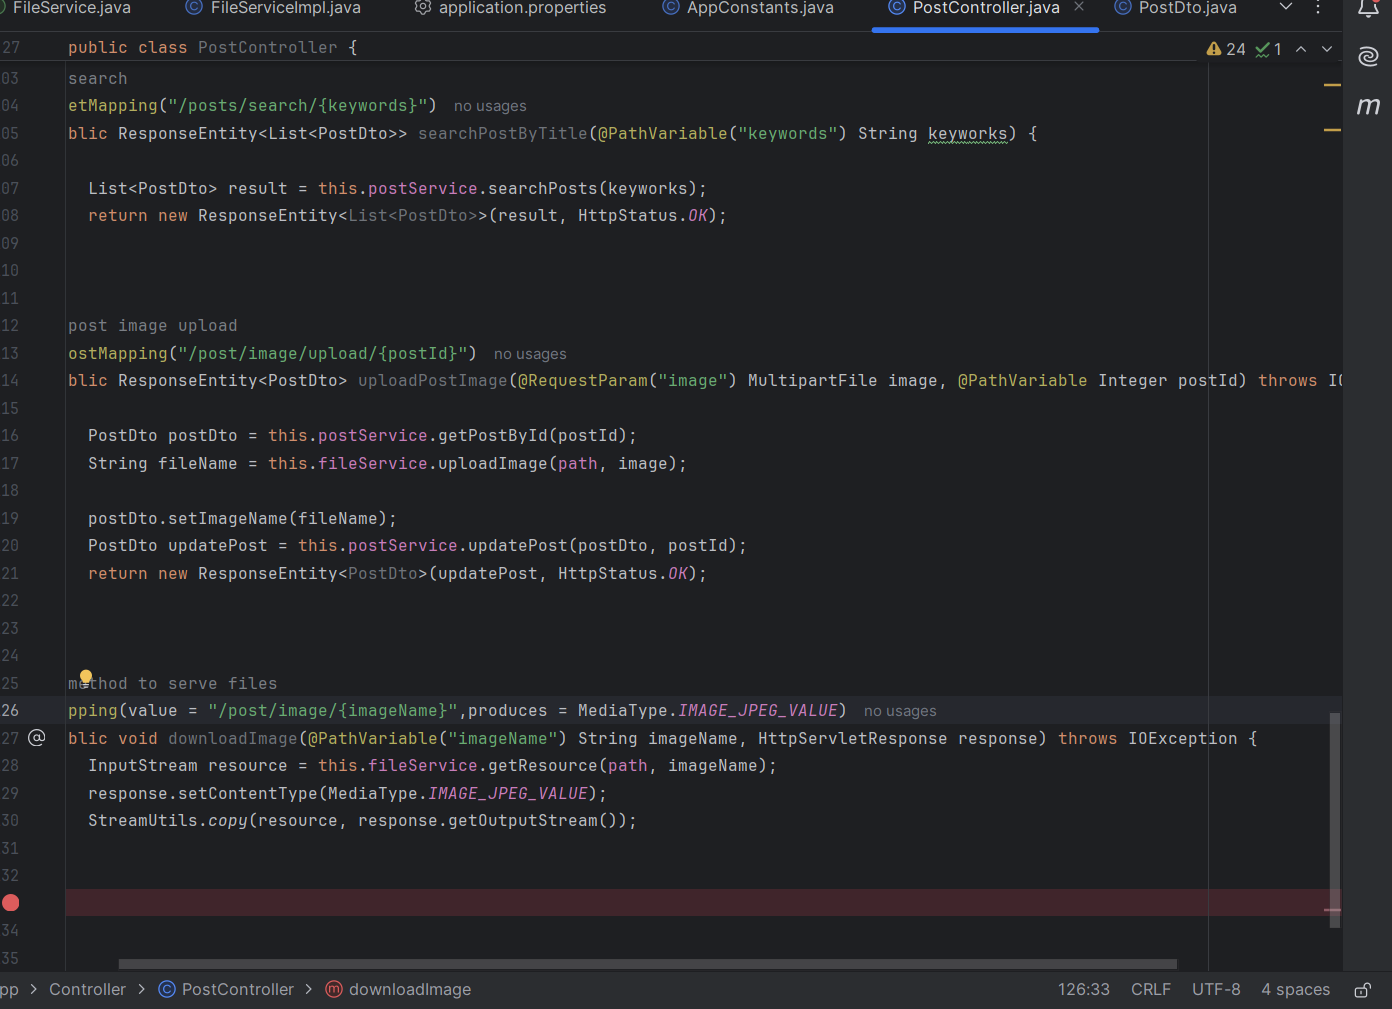 FileService.java FileServiceImpl.java application.properties AppConstants.java PostController.java PostDto.java
27 public class PostController { 24 1
03 search
04 etMapping("/posts/search/{keywords}") no usages
05 blic ResponseEntity<List<PostDto>> searchPostByTitle(@PathVariable("keywords") String keyworks) {
06
07 List<PostDto> result = this.postService.searchPosts(keyworks);
08 return new ResponseEntity<List<PostDto>>(result, HttpStatus.OK);
09
10
11
12 post image upload
13 ostMapping("/post/image/upload/{postId}") no usages
14 blic ResponseEntity<PostDto> uploadPostImage(@RequestParam("image") MultipartFile image, @PathVariable Integer postId) throws IO
15
16 PostDto postDto = this.postService.getPostById(postId);
17 String fileName = this.fileService.uploadImage(path, image);
18
19 postDto.setImageName(fileName);
20 PostDto updatePost = this.postService.updatePost(postDto, postId);
21 return new ResponseEntity<PostDto>(updatePost, HttpStatus.OK);
22
23
24
25 method to serve files
26 pping(value = "/post/image/{imageName}",produces = MediaType.IMAGE_JPEG_VALUE) no usages
27 blic void downloadImage(@PathVariable("imageName") String imageName, HttpServletResponse response) throws IOException {
28 InputStream resource = this.fileService.getResource(path, imageName);
29 response.setContentType(MediaType.IMAGE_JPEG_VALUE);
30 StreamUtils.copy(resource, response.getOutputStream());
31
32
34
35
pp > Controller > PostController > downloadImage 126:33 CRLF UTF-8 4 spaces